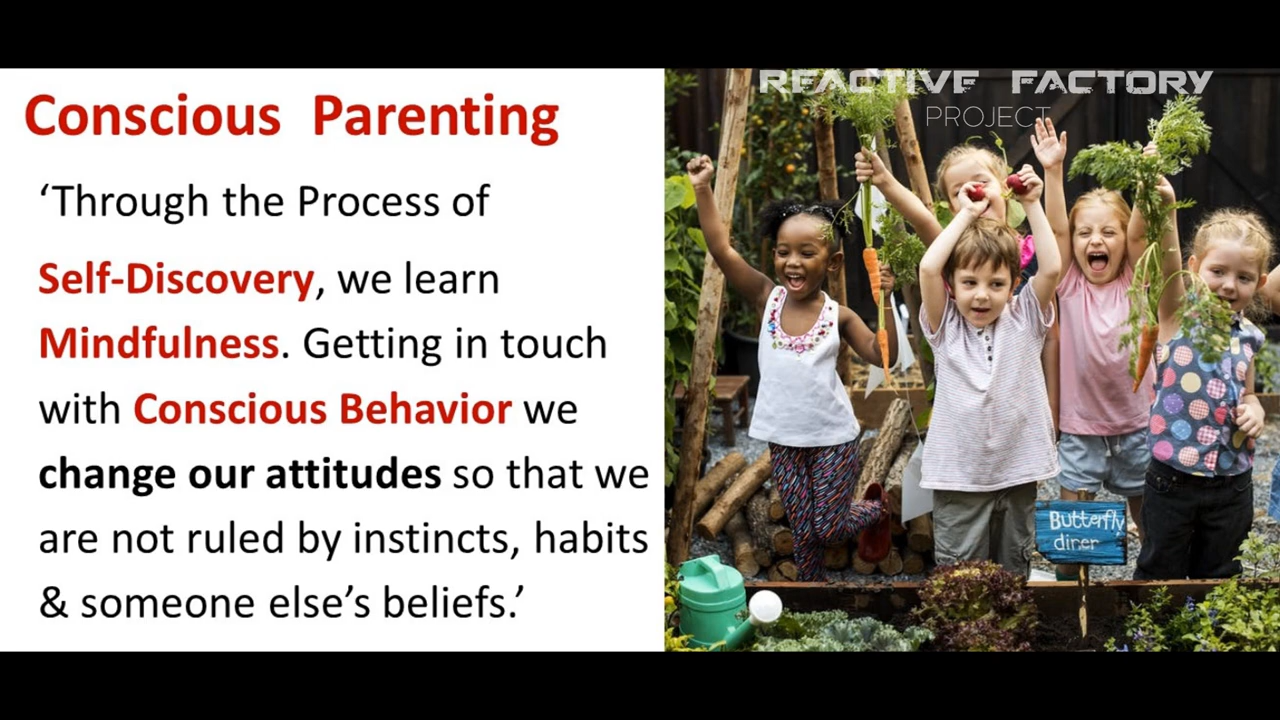 Conscious Parenting
‘Through the Process of
Self-Discovery, we learn
Mindfulness. Getting in touch
with Conscious Behavior we
change our attitudes so that we
are not ruled by instincts, habits
& someone else’s beliefs.’
REACTIVE FACTORY
PROJECT
Butterfly
diner